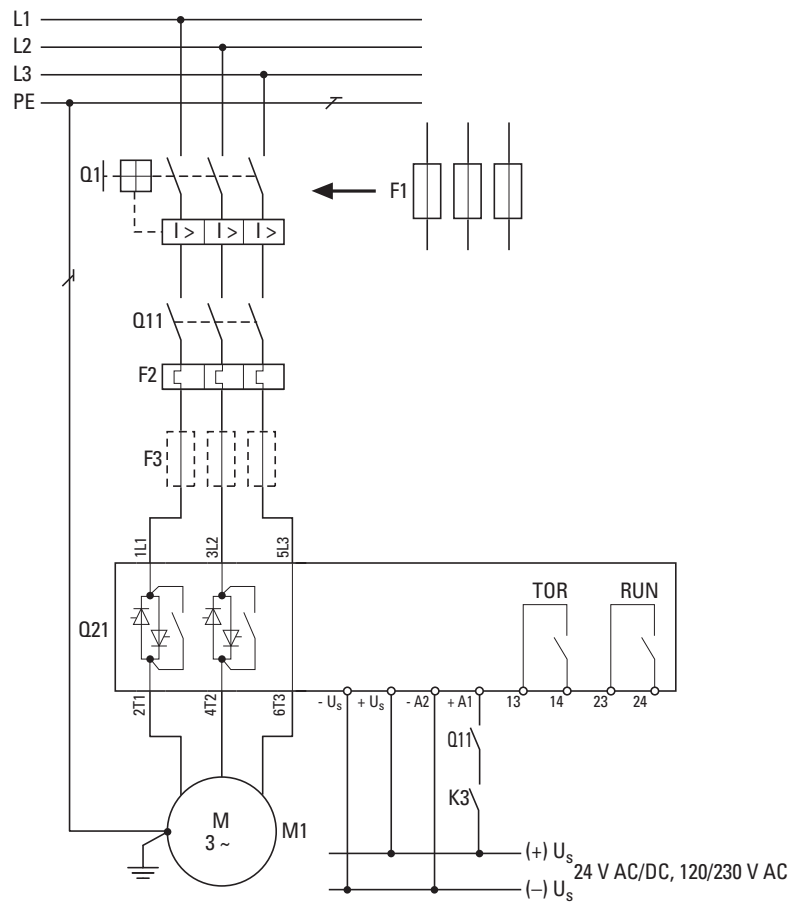 L1
L2
L3
PE
Q1
F1
I > I > I >
Q11
F2
F3
1L1 3L2 5L3
TOR RUN
Q21
2T1 4T2 6T3 - Us + Us - A2 + A1 13 14 23 24
Q11
K3
M
3 ~
M1
(+) Us
24 V AC/DC, 120/230 V AC
(–) Us